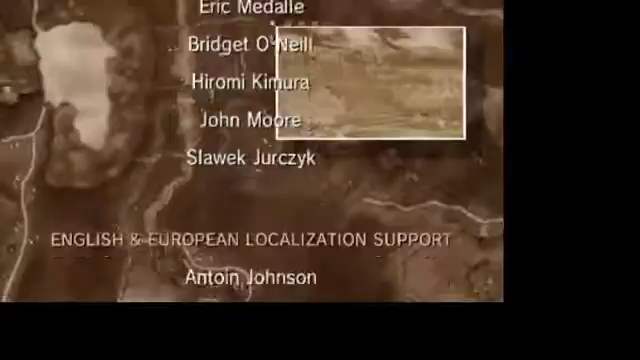 Eric Medalle
Bridget O'Neill
Hiromi Kimura
John Moore
Slawek Jurczyk
ENGLISH & EUROPEAN LOCALIZATION SUPPORT
Antoin Johnson